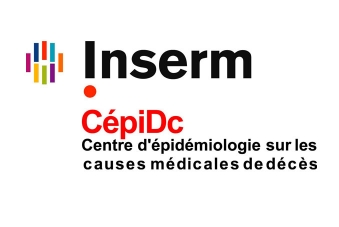 Inserm
CépiDc
Centre d'épidémiologie sur les
causes médicales de décès